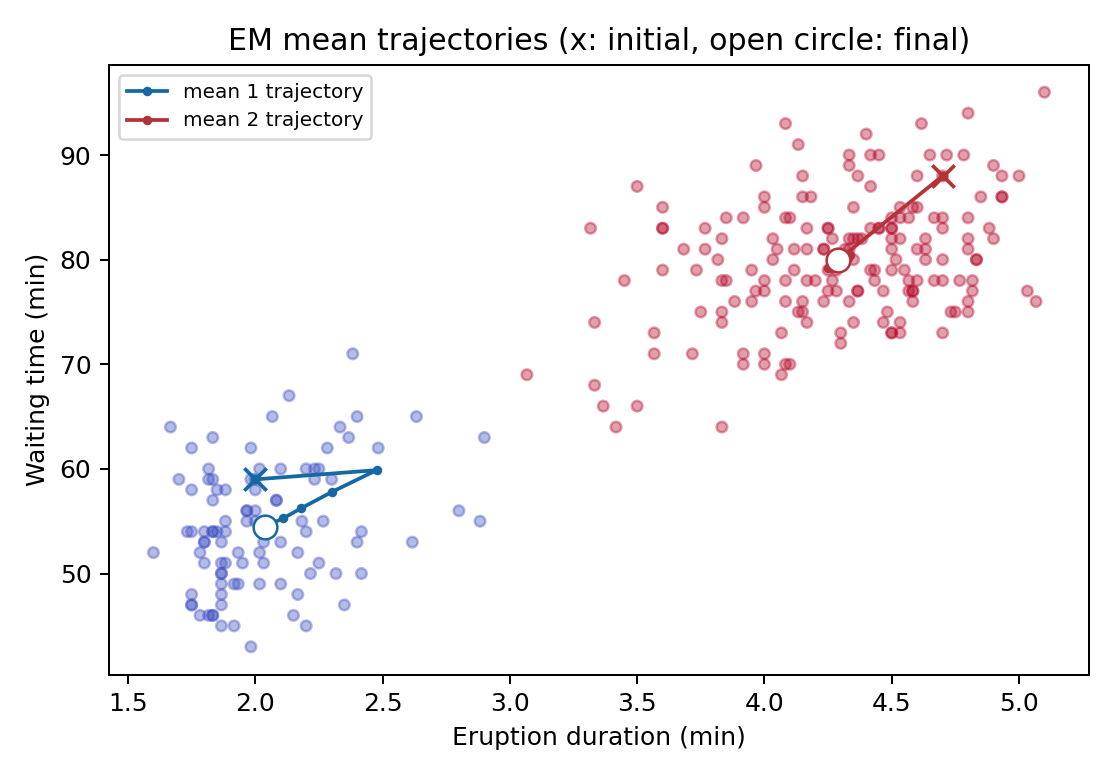 EM mean trajectories (x: initial, open circle: final)
mean 1 trajectory
mean 2 trajectory
Waiting time (min)
90
80
70
60
50
1.5 2.0 2.5 3.0 3.5 4.0 4.5 5.0
Eruption duration (min)